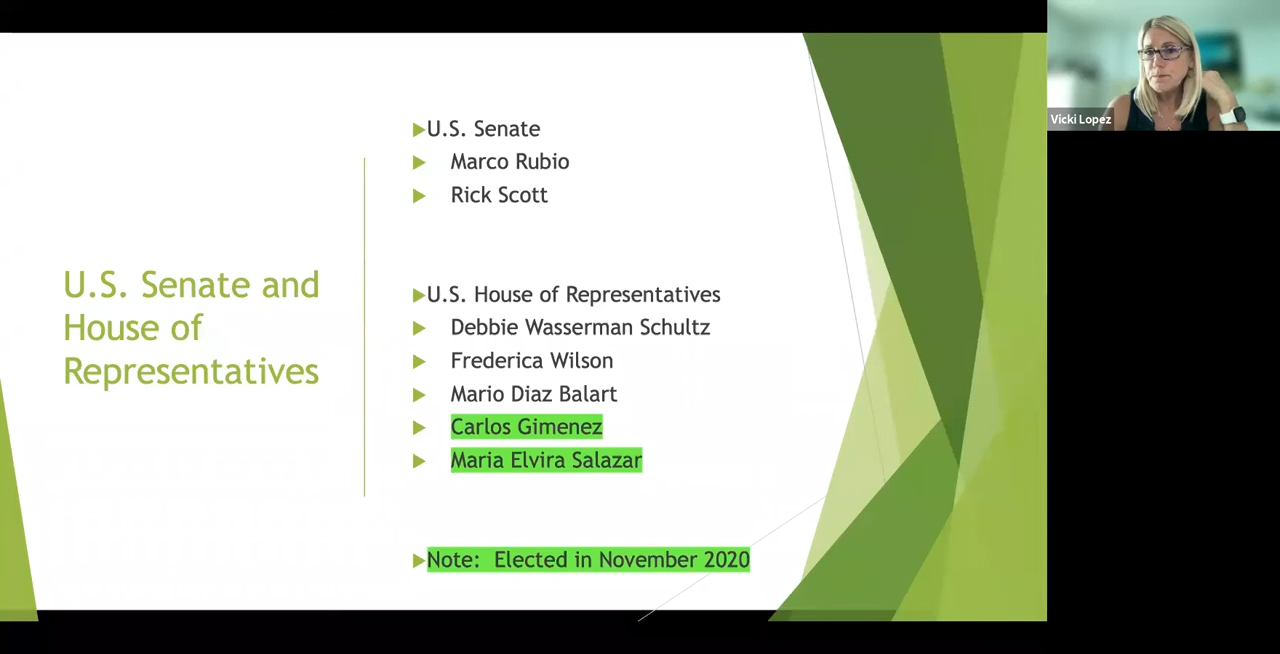 U.S. Senate and
House of
Representatives
U.S. Senate
Marco Rubio
Rick Scott
U.S. House of Representatives
Debbie Wasserman Schultz
Frederica Wilson
Mario Diaz Balart
Carlos Gimenez
Maria Elvira Salazar
Note:  Elected in November 2020
Vicki Lopez